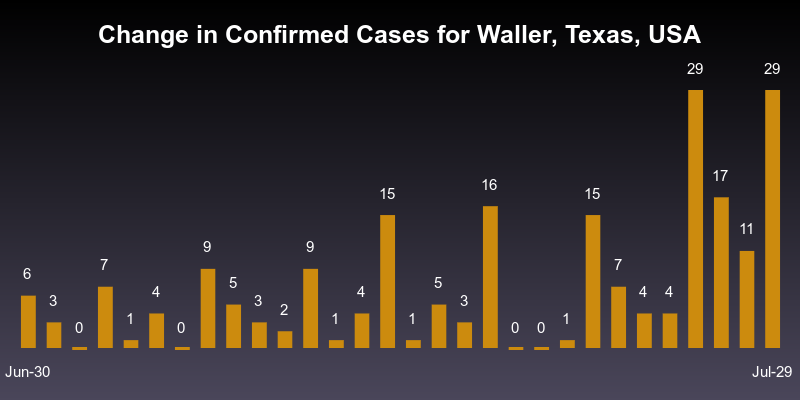 Change in Confirmed Cases for Waller, Texas, USA
6 3 0 7 1 4 0 9 5 3 2 9 1 4 15 1 5 3 16 0 0 1 15 7 4 4 29 17 11 29
Jun-30 Jul-29